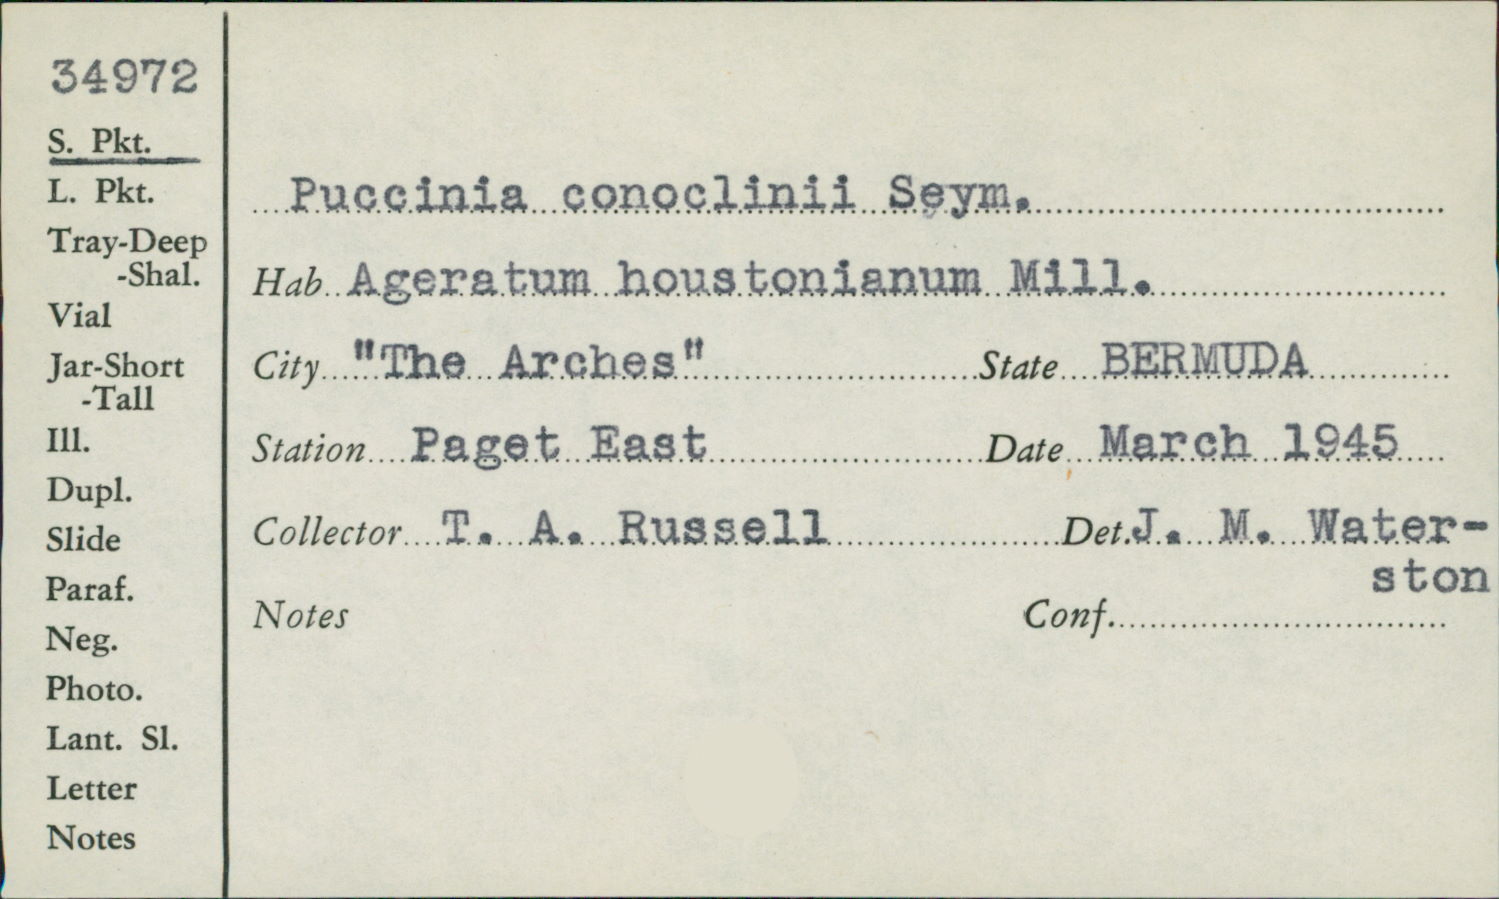 34972
S. Pkt.
L. Pkt.
Tray-Deep
-Shal.
Vial
Jar-Short
-Tall
Ill.
Dupl.
Slide
Paraf.
Neg.
Photo.
Lant. Sl.
Letter
Notes
Puccinia conoclinii Seym.
Hab Ageratum houstonianum Mill.
City "The Arches" State BERMUDA
Station Paget East Date March 1945
Collector T. A. Russell Det. J. M. Water-
ston
Notes Conf.